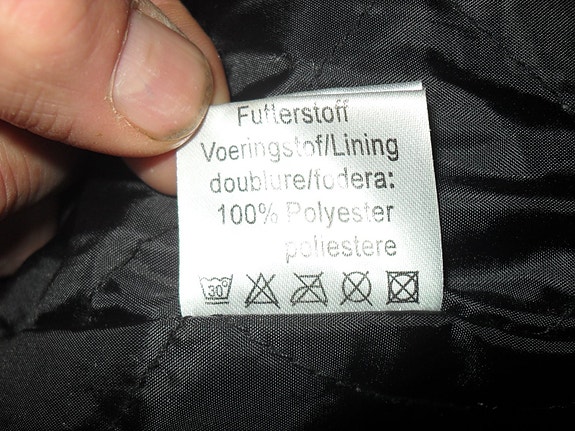 Futterstoff
Voeringstof/Lining
doublure/fodera:
100% Polyester
poliestere
30°